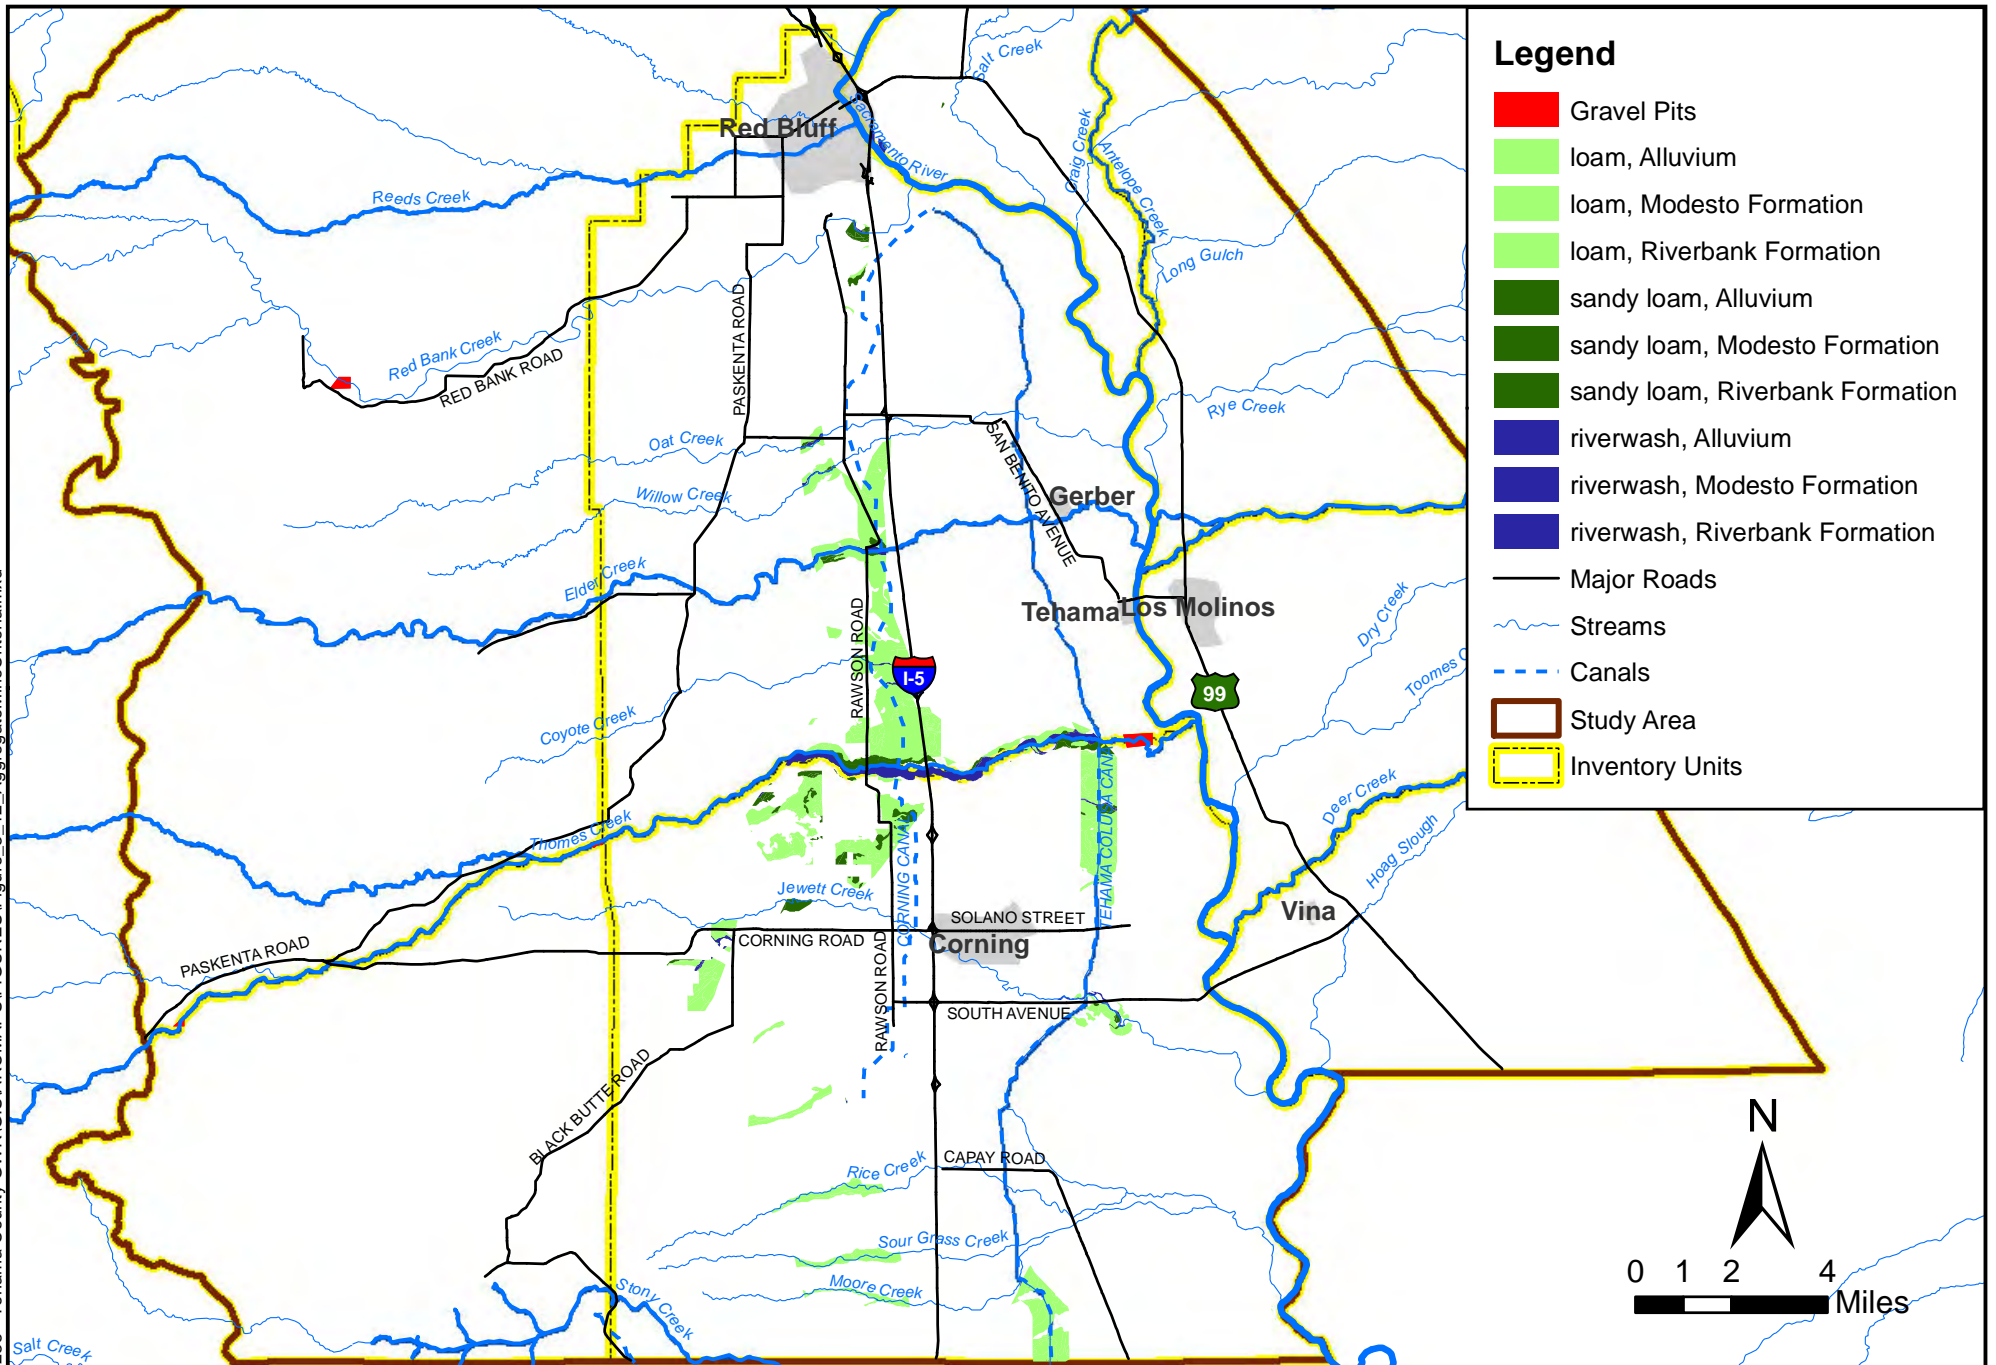 Legend
Gravel Pits
loam, Alluvium
loam, Modesto Formation
loam, Riverbank Formation
sandy loam, Alluvium
sandy loam, Modesto Formation
sandy loam, Riverbank Formation
riverwash, Alluvium
riverwash, Modesto Formation
riverwash, Riverbank Formation
Major Roads
Streams
Canals
Study Area
Inventory Units
Salt Creek
Red Bluff
Sacramento River
Craig Creek
Antelope Creek
Reeds Creek
Long Gulch
PASKENTA ROAD
Red Bank Creek
RED BANK ROAD
Rye Creek
Oat Creek
SAN BENITO AVENUE
Willow Creek
Gerber
Elder Creek
Tehama
Los Molinos
Dry Creek
RAWSON ROAD
I-5
99
Toomes C
Coyote Creek
TEHAMA COLUSA CAN
Deer Creek
Thomes Creek
Hoag Slough
CORNING CANAL
Jewett Creek
Vina
SOLANO STREET
CORNING ROAD
Corning
PASKENTA ROAD
RAWSON ROAD
SOUTH AVENUE
BLACK BUTTE ROAD
CAPAY ROAD
Rice Creek
Sour Grass Creek
Moore Creek
Stony Creek
Salt Creek
N
0 1 2 4
Miles